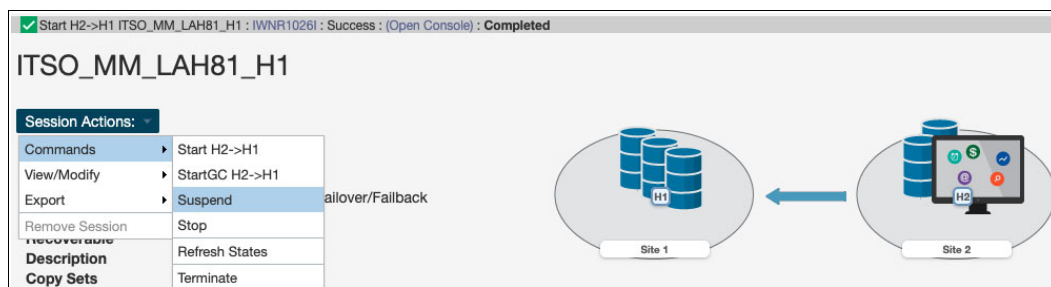 Start H2->H1 ITSO_MM_LAH81_H1 : IWNR1026I : Success : (Open Console) : Completed
ITSO_MM_LAH81_H1
Session Actions:
Commands
Start H2->H1
View/Modify
StartGC H2->H1
Export
Suspend
ailover/Failback
Remove Session
Stop
Recoverable
Refresh States
Description
Copy Sets
Terminate
H1
H2
Site 1
Site 2
$